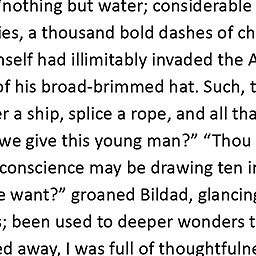 nothing but water; considerable
ies, a thousand bold dashes of ch
nself had illimitably invaded the A
of his broad-brimmed hat. Such, t
r a ship, splice a rope, and all tha
we give this young man?” “Thou
conscience may be drawing ten i
e want?” groaned Bildad, glancing
s; been used to deeper wonders t
ed away, I was full of thoughtfulne